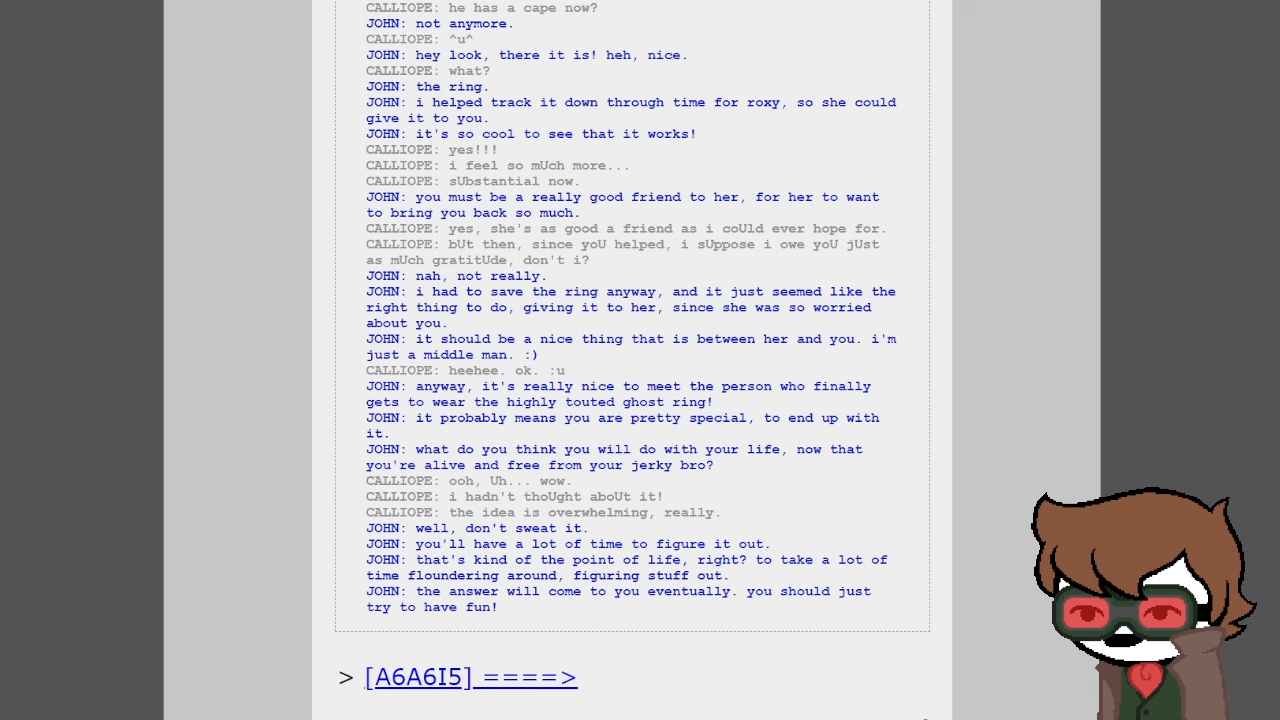 CALLIOPE: he has a cape now?
JOHN: not anymore.
CALLIOPE: ^u^
JOHN: hey look, there it is! heh, nice.
CALLIOPE: what?
JOHN: the ring.
JOHN: i helped track it down through time for roxy, so she could
give it to you.
JOHN: it's so cool to see that it works!
CALLIOPE: yes!!!
CALLIOPE: i feel so mUch more...
CALLIOPE: sUbstantial now.
JOHN: you must be a really good friend to her, for her to want
to bring you back so much.
CALLIOPE: yes, she's as good a friend as i coUld ever hope for.
CALLIOPE: bUt then, since yoU helped, i sUppose i owe yoU jUst
as mUch gratitUde, don't i?
JOHN: nah, not really.
JOHN: i had to save the ring anyway, and it just seemed like the
right thing to do, giving it to her, since she was so worried
about you.
JOHN: it should be a nice thing that is between her and you. i'm
just a middle man. :)
CALLIOPE: heehee. ok. :u
JOHN: anyway, it's really nice to meet the person who finally
gets to wear the highly touted ghost ring!
JOHN: it probably means you are pretty special, to end up with
it.
JOHN: what do you think you will do with your life, now that
you're alive and free from your jerky bro?
CALLIOPE: ooh, Uh... wow.
CALLIOPE: i hadn't thoUght aboUt it!
CALLIOPE: the idea is overwhelming, really.
JOHN: well, don't sweat it.
JOHN: you'll have a lot of time to figure it out.
JOHN: that's kind of the point of life, right? to take a lot of
time floundering around, figuring stuff out.
JOHN: the answer will come to you eventually. you should just
try to have fun!
> [A6A6I5] ====>